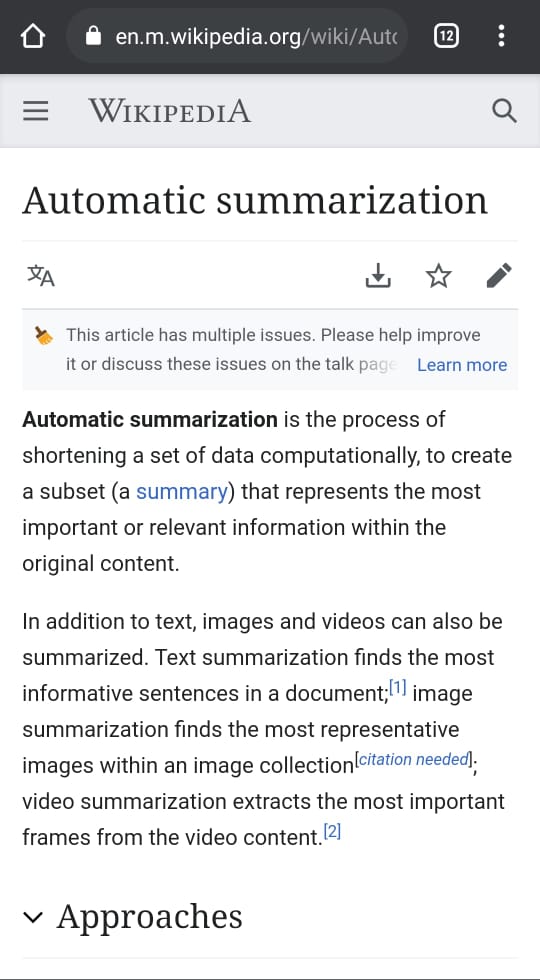 en.m.wikipedia.org/wiki/Auto
12
WIKIPEDIA
Automatic summarization
文A
This article has multiple issues. Please help improve
it or discuss these issues on the talk page Learn more
Automatic summarization is the process of
shortening a set of data computationally, to create
a subset (a summary) that represents the most
important or relevant information within the
original content.
In addition to text, images and videos can also be
summarized. Text summarization finds the most
informative sentences in a document;[1] image
summarization finds the most representative
images within an image collection[citation needed];
video summarization extracts the most important
frames from the video content.[2]
Approaches